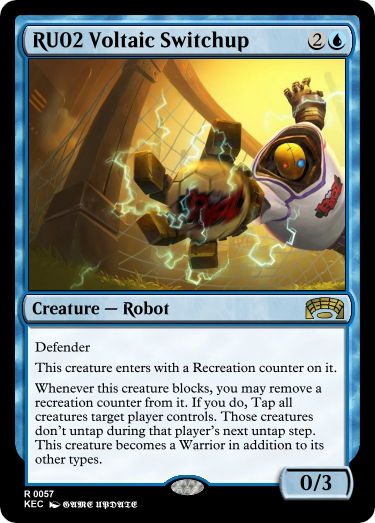 RU02 Voltaic Switchup
2
Creature — Robot
Defender
This creature enters with a Recreation counter on it.
Whenever this creature blocks, you may remove a
recreation counter from it. If you do, Tap all
creatures target player controls. Those creatures
don't untap during that player's next untap step.
This creature becomes a Warrior in addition to its
other types.
0/3
R 0057
KEC GAME UPDATE